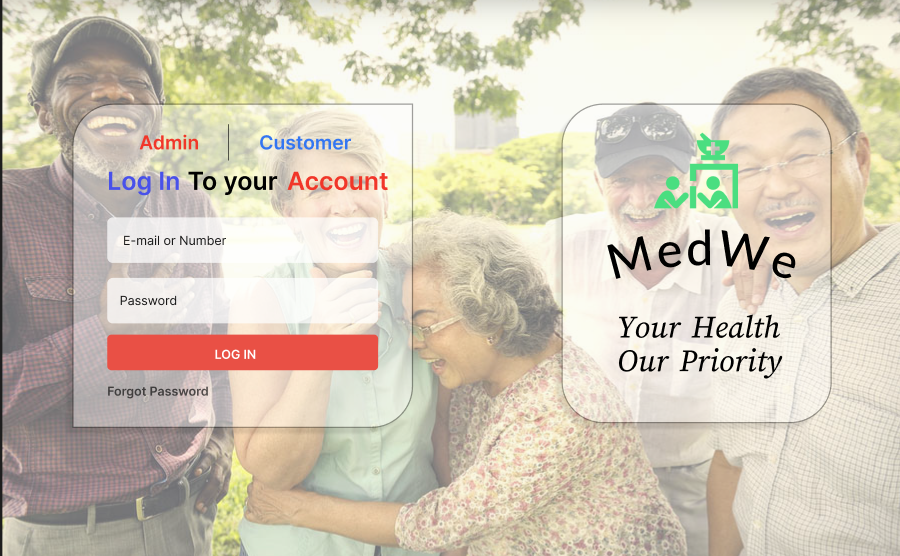 Admin Customer
Log In To your Account
E-mail or Number
Password
LOG IN
Forgot Password
MedWe
Your Health
Our Priority